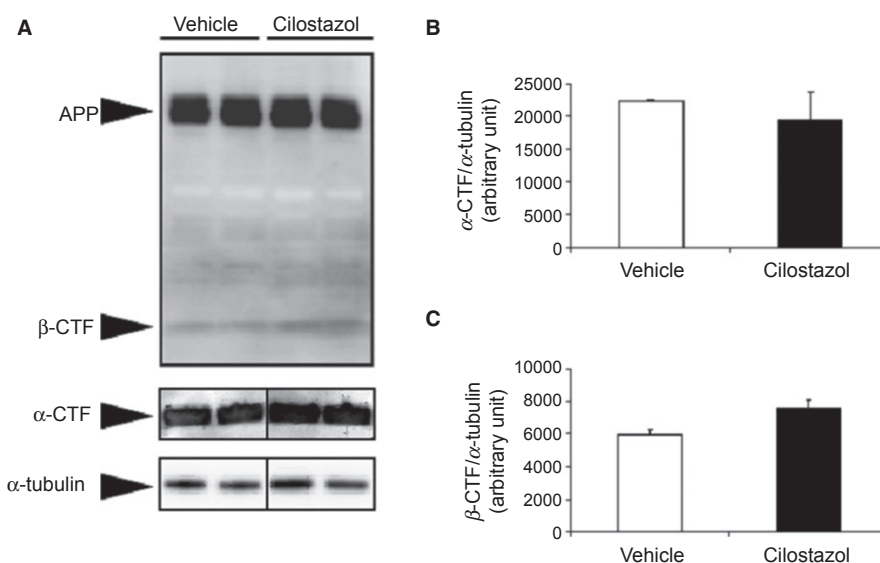 A
Vehicle Cilostazol
APP
β-CTF
α-CTF
α-tubulin
B
α-CTF/α-tubulin
(arbitrary unit)
25000
20000
15000
10000
5000
0
Vehicle Cilostazol
C
β-CTF/α-tubulin
(arbitrary unit)
10000
8000
6000
4000
2000
0
Vehicle Cilostazol